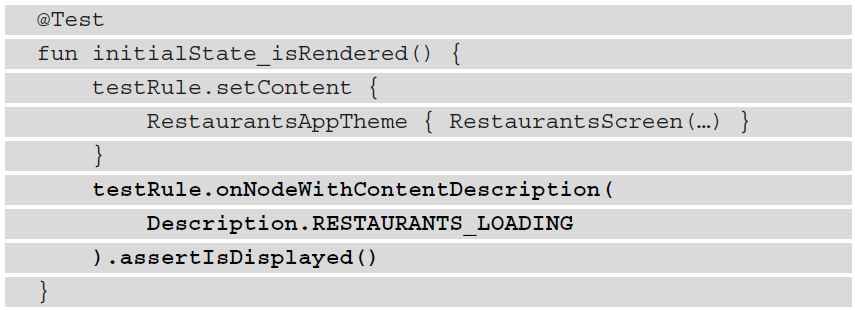 @Test
fun initialState_isRendered() {
    testRule.setContent {
        RestaurantsAppTheme { RestaurantsScreen(…) }
    }
    testRule.onNodeWithContentDescription(
        Description.RESTAURANTS_LOADING
    ).assertIsDisplayed()
}